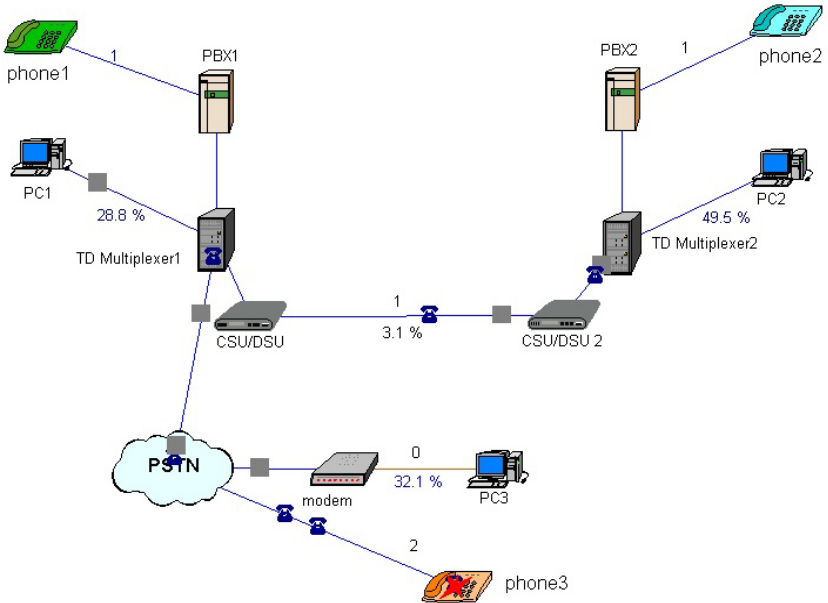 phone1
1
PBX1
PBX2
1
phone2
PC1
28.8 %
TD Multiplexer1
PC2
49.5 %
TD Multiplexer2
CSU/DSU
1
3.1 %
CSU/DSU 2
PSTN
modem
0
32.1 %
PC3
2
phone3